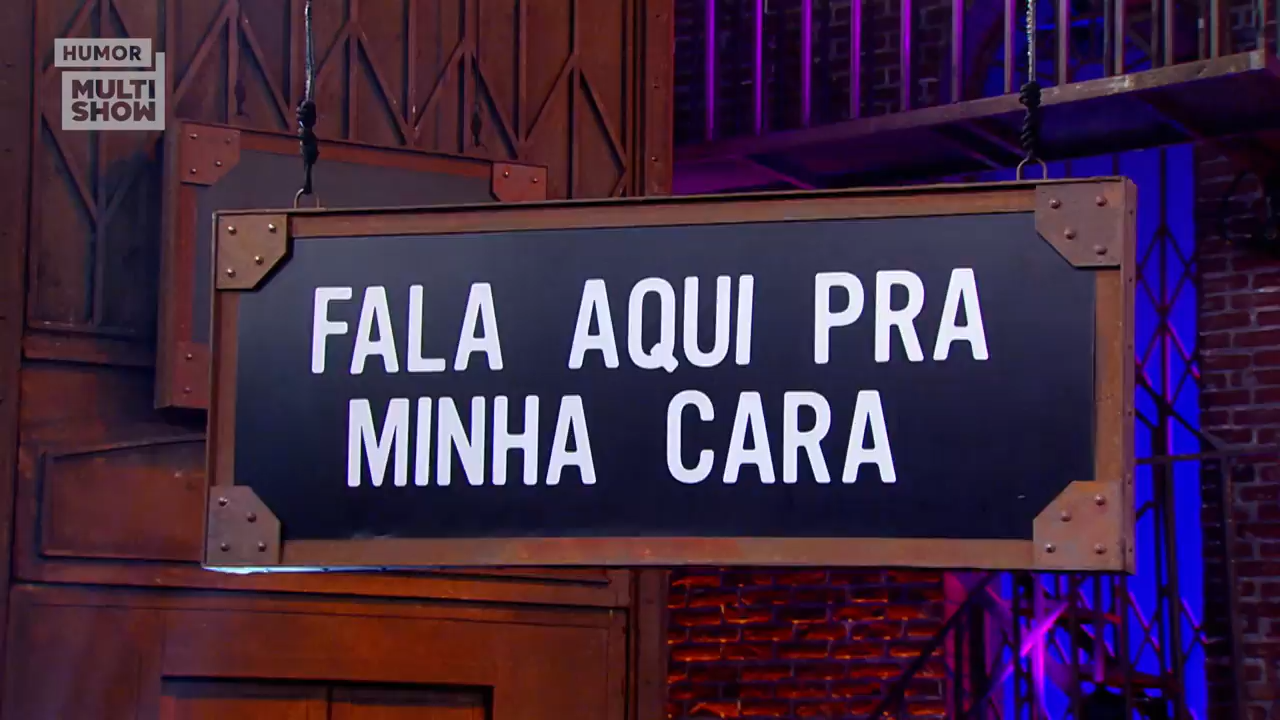 HUMOR
MULTI
SHOW
FALA AQUI PRA
MINHA CARA